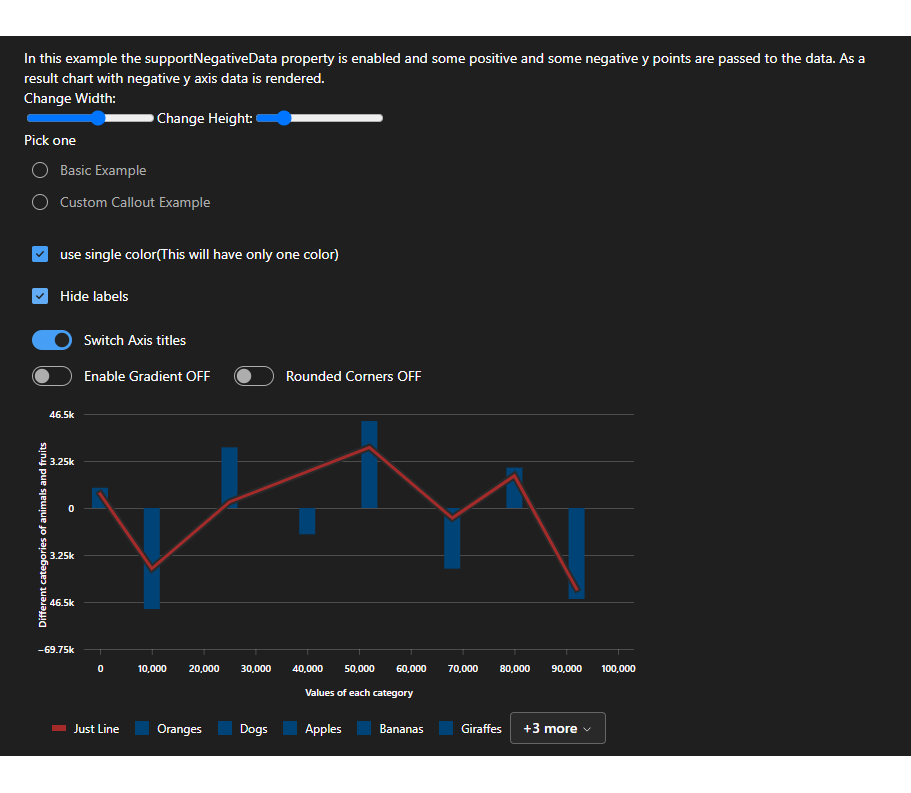 In this example the supportNegativeData property is enabled and some positive and some negative y points are passed to the data. As a
result chart with negative y axis data is rendered.
Change Width:
Change Height:
Pick one
Basic Example
Custom Callout Example
use single color(This will have only one color)
Hide labels
Switch Axis titles
Enable Gradient OFF
Rounded Corners OFF
46.5k
3.25k
0
3.25k
46.5k
−69.75k
Different categories of animals and fruits
0
10,000
20,000
30,000
40,000
50,000
60,000
70,000
80,000
90,000
100,000
Values of each category
Just Line
Oranges
Dogs
Apples
Bananas
Giraffes
+3 more